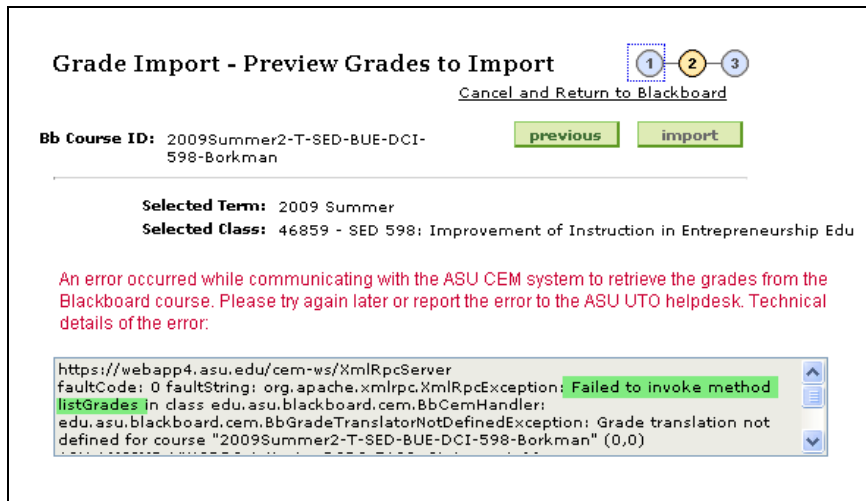 Grade Import - Preview Grades to Import
1 2 3
Cancel and Return to Blackboard
Bb Course ID: 2009Summer2-T-SED-BUE-DCI-
598-Borkman
previous
import
Selected Term: 2009 Summer
Selected Class: 46859 - SED 598: Improvement of Instruction in Entrepreneurship Edu
An error occurred while communicating with the ASU CEM system to retrieve the grades from the
Blackboard course. Please try again later or report the error to the ASU UTO helpdesk. Technical
details of the error:
https://webapp4.asu.edu/cem-ws/XmlRpcServer
faultCode: 0 faultString: org.apache.xmlrpc.XmlRpcException: Failed to invoke method
listGrades in class edu.asu.blackboard.cem.BbCemHandler:
edu.asu.blackboard.cem.BbGradeTranslatorNotDefinedException: Grade translation not
defined for course "2009Summer2-T-SED-BUE-DCI-598-Borkman" (0,0)